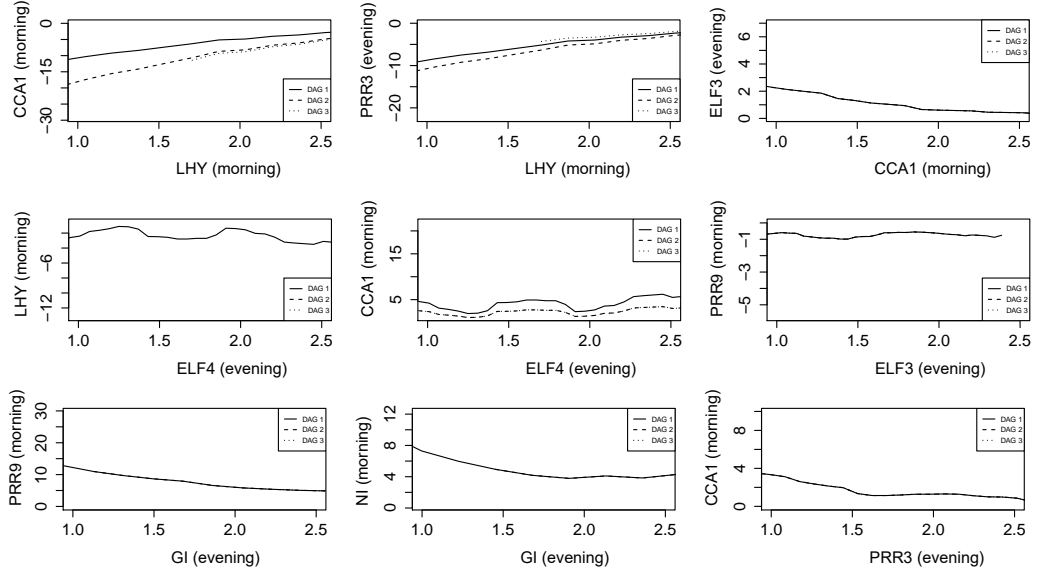 CCA1 (morning)
0
−15
−30
1.0 1.5 2.0 2.5
LHY (morning)
DAG 1
DAG 2
DAG 3
PRR3 (evening)
0
−10
−20
1.0 1.5 2.0 2.5
LHY (morning)
DAG 1
DAG 2
DAG 3
ELF3 (evening)
6
4
2
0
1.0 1.5 2.0 2.5
CCA1 (morning)
DAG 1
DAG 2
DAG 3
LHY (morning)
−6
−12
1.0 1.5 2.0 2.5
ELF4 (evening)
DAG 1
DAG 2
DAG 3
CCA1 (morning)
15
5
1.0 1.5 2.0 2.5
ELF4 (evening)
DAG 1
DAG 2
DAG 3
PRR9 (morning)
−1
−3
−5
1.0 1.5 2.0 2.5
ELF3 (evening)
DAG 1
DAG 2
DAG 3
PRR9 (morning)
30
20
10
0
1.0 1.5 2.0 2.5
GI (evening)
DAG 1
DAG 2
DAG 3
NI (morning)
12
8
4
0
1.0 1.5 2.0 2.5
GI (evening)
DAG 1
DAG 2
DAG 3
CCA1 (morning)
8
4
0
1.0 1.5 2.0 2.5
PRR3 (evening)
DAG 1
DAG 2
DAG 3